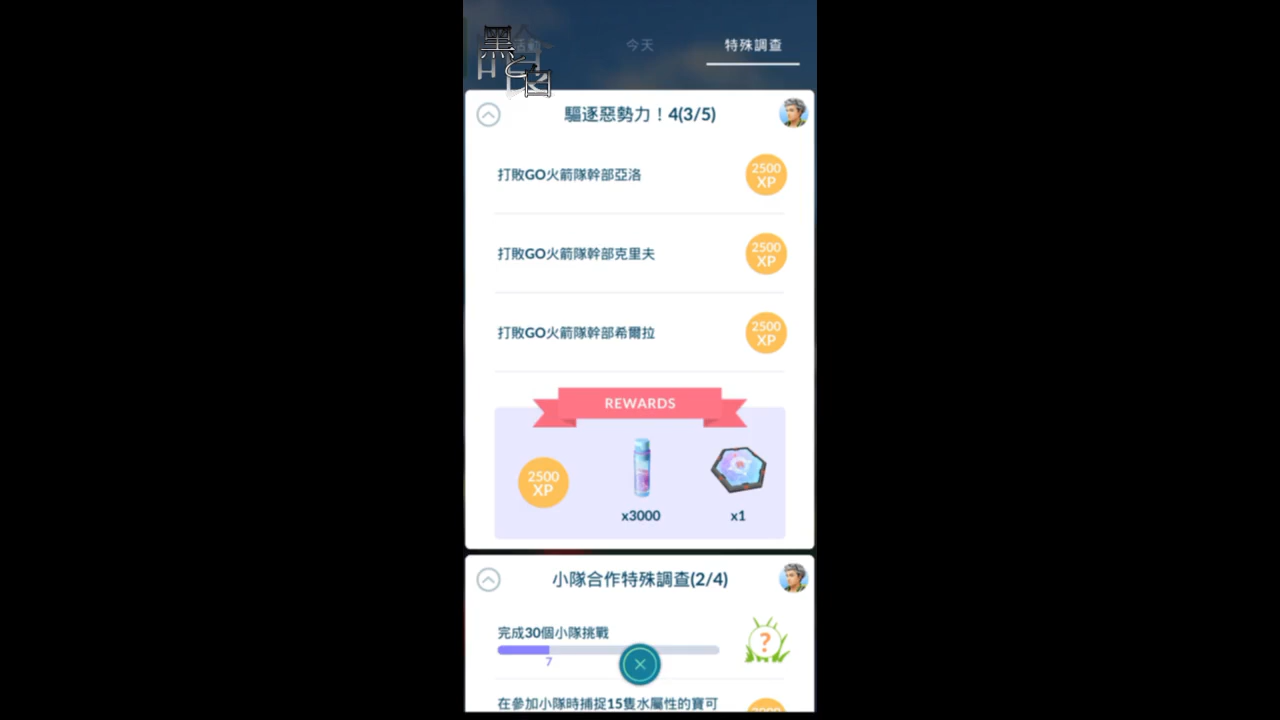 黑
白
活動 今天 特殊調查
驅逐惡勢力！4(3/5)
打敗GO火箭隊幹部亞洛
2500
XP
打敗GO火箭隊幹部克里夫
2500
XP
打敗GO火箭隊幹部希爾拉
2500
XP
REWARDS
2500
XP
x3000
x1
小隊合作特殊調查(2/4)
完成30個小隊挑戰
?
7
在參加小隊時捕捉15隻水屬性的寶可